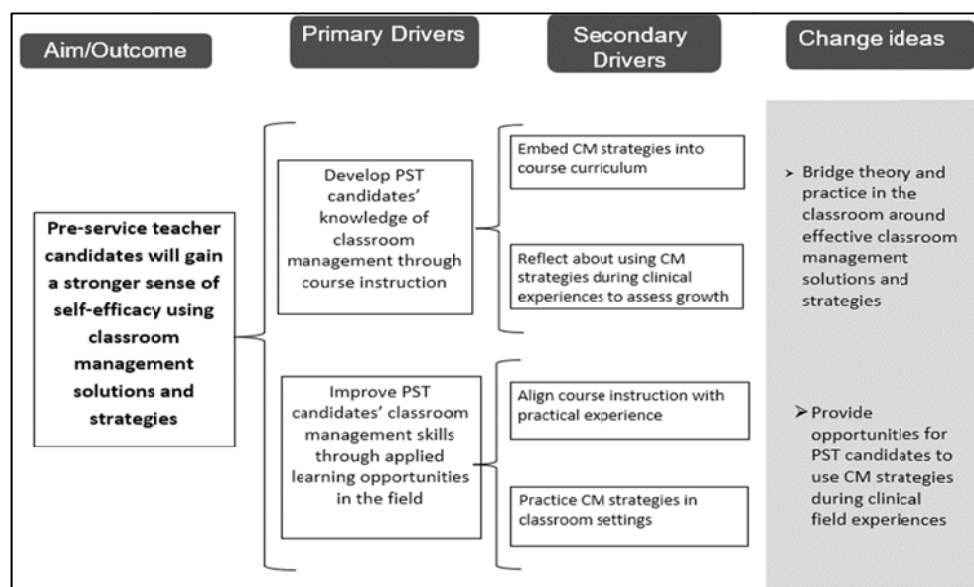 Aim/Outcome
Primary Drivers
Secondary
Drivers
Change ideas
Pre-service teacher
candidates will gain
a stronger sense of
self-efficacy using
classroom
management
solutions and
strategies
Develop PST
candidates'
knowledge of
classroom
management through
course instruction
Improve PST
candidates' classroom
management skills
through applied
learning opportunities
in the field
Embed CM strategies into
course curriculum
Reflect about using CM
strategies during clinical
experiences to assess growth
Align course instruction with
practical experience
Practice CM strategies in
classroom settings
➢ Bridge theory and
practice in the
classroom around
effective classroom
management
solutions and
strategies
➢ Provide
opportunities for
PST candidates to
use CM strategies
during clinical
field experiences